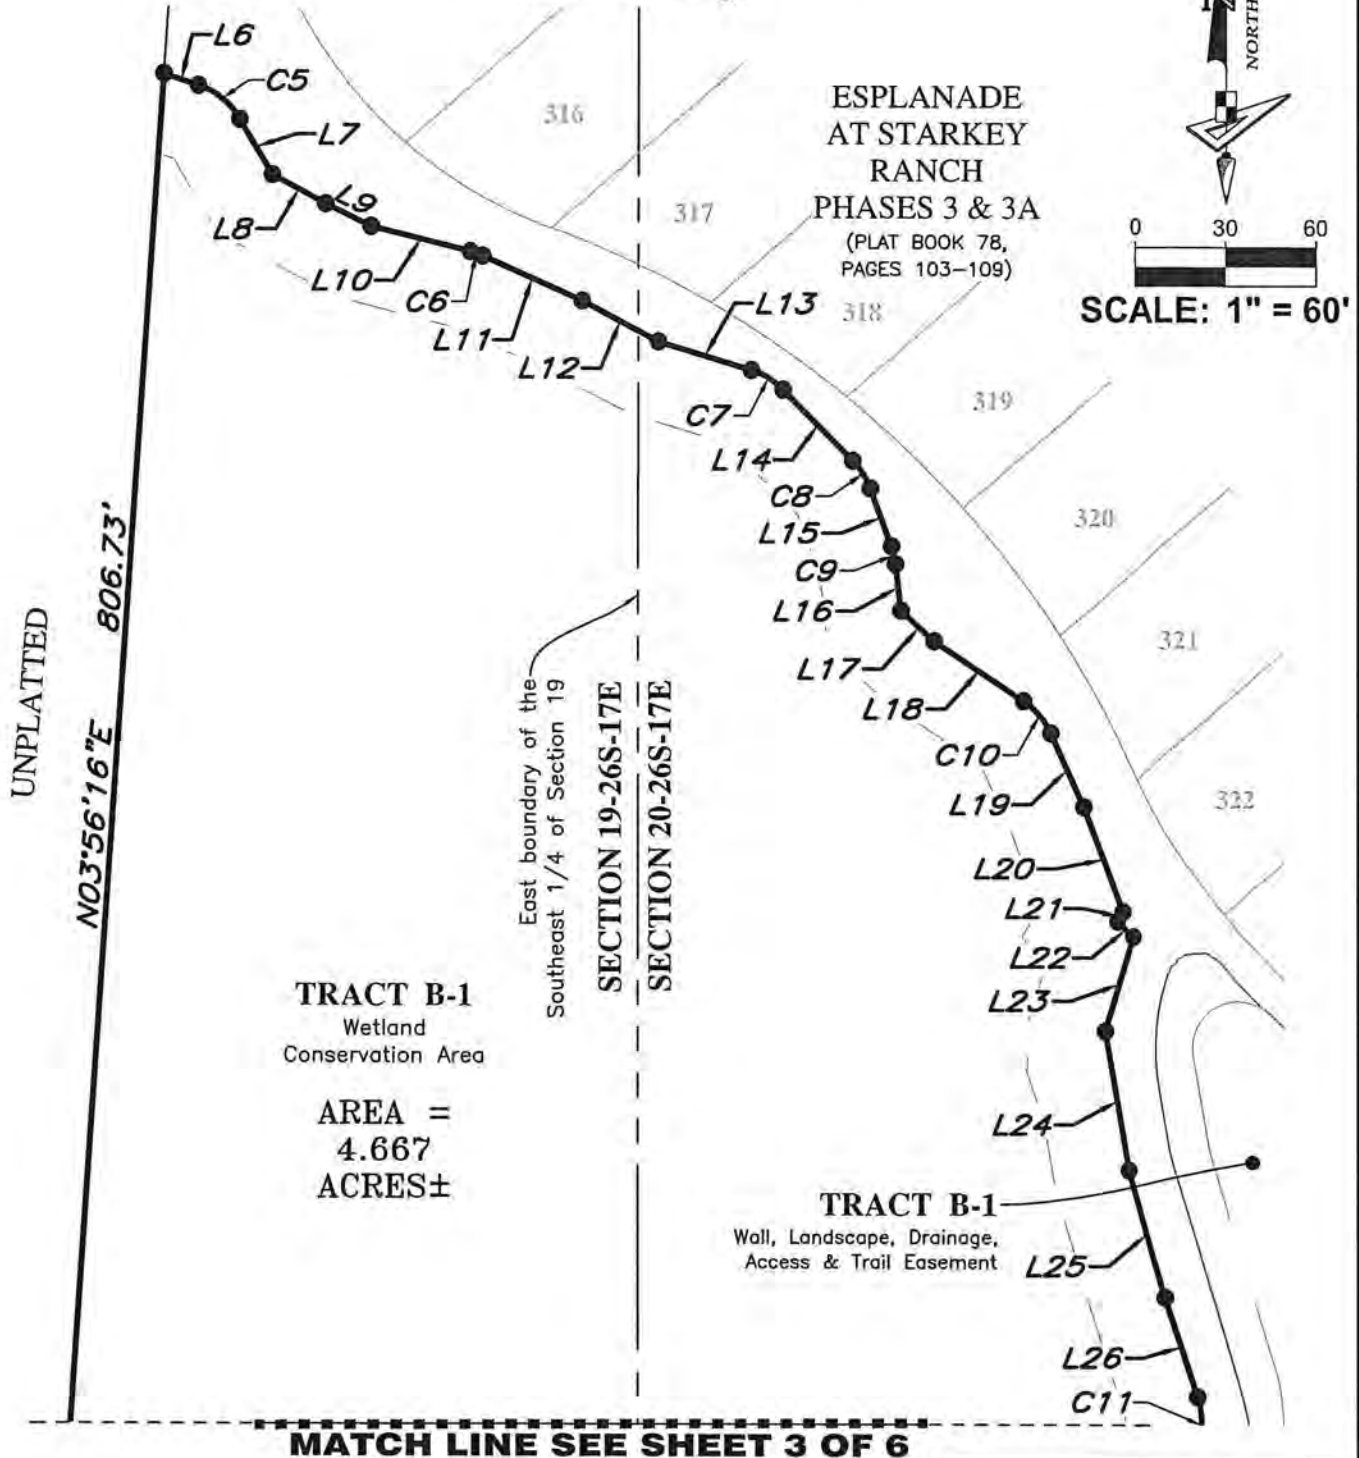 L6
C5
L7
L8
L9
L10
C6
L11
L12
L13
C7
L14
C8
L15
C9
L16
L17
L18
C10
L19
L20
L21
L22
L23
L24
L25
L26
C11
316
317
318
319
320
321
322
ESPLANADE
AT STARKEY
RANCH
PHASES 3 & 3A
(PLAT BOOK 78,
PAGES 103-109)
NORTH
0 30 60
SCALE: 1" = 60'
UNPLATTED
N03°56'16"E 806.73'
East boundary of the
Southeast 1/4 of Section 19
SECTION 19-26S-17E
SECTION 20-26S-17E
TRACT B-1
Wetland
Conservation Area
AREA =
4.667
ACRES±
TRACT B-1
Wall, Landscape, Drainage,
Access & Trail Easement
MATCH LINE SEE SHEET 3 OF 6